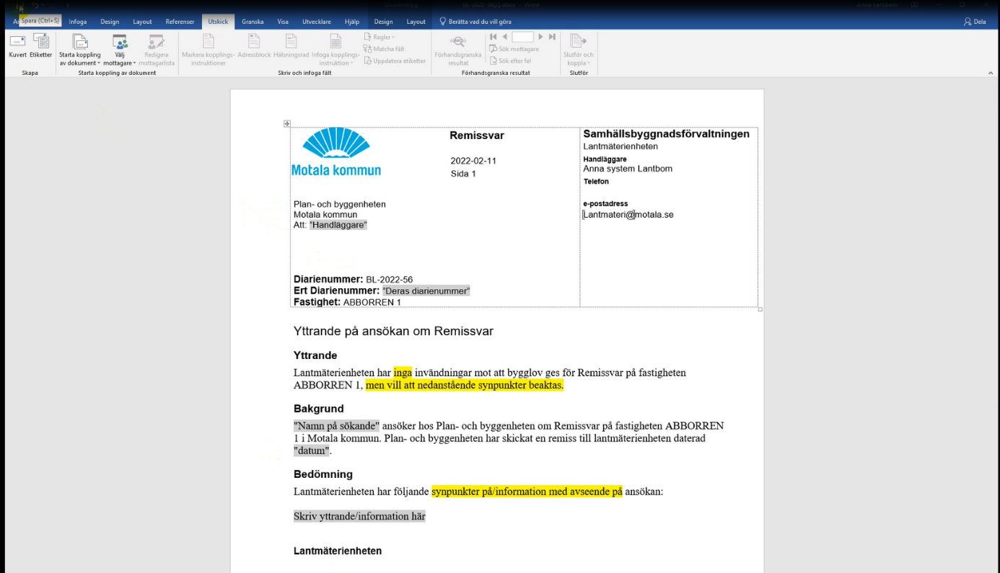 BL-2022-56(2).docx - Word
Anna Lantbom
Spara (Ctrl+S)
Infoga Design Layout Referenser Utskick Granska Visa Utvecklare Hjälp Design Layout Berätta vad du vill göra Dela
Kuvert Etiketter
Skapa
Starta koppling av dokument
Välj mottagare
Redigera mottagarlista
Starta koppling av dokument
Markera kopplings-instruktioner
Adressblock
Hälsningsrad
Infoga kopplings-instruktion
Regler
Matcha fält
Uppdatera etiketter
Skriv och infoga fält
Förhandsgranska resultat
Sök mottagare
Sök efter fel
Förhandsgranska resultat
Slutför och koppla
Slutför
Motala kommun
Remissvar
2022-02-11
Sida 1
Samhällsbyggnadsförvaltningen
Lantmäterienheten
Handläggare
Anna system Lantbom
Telefon
e-postadress
Lantmateri@motala.se
Plan- och byggenheten
Motala kommun
Att: "Handläggare"
Diarienummer: BL-2022-56
Ert Diarienummer: "Deras diarienummer"
Fastighet: ABBORREN 1
Yttrande på ansökan om Remissvar
Yttrande
Lantmäterienheten har inga invändningar mot att bygglov ges för Remissvar på fastigheten
ABBORREN 1, men vill att nedanstående synpunkter beaktas.
Bakgrund
"Namn på sökande" ansöker hos Plan- och byggenheten om Remissvar på fastigheten ABBORREN
1 i Motala kommun. Plan- och byggenheten har skickat en remiss till lantmäterienheten daterad
"datum".
Bedömning
Lantmäterienheten har följande synpunkter på/information med avseende på ansökan:
Skriv yttrande/information här
Lantmäterienheten